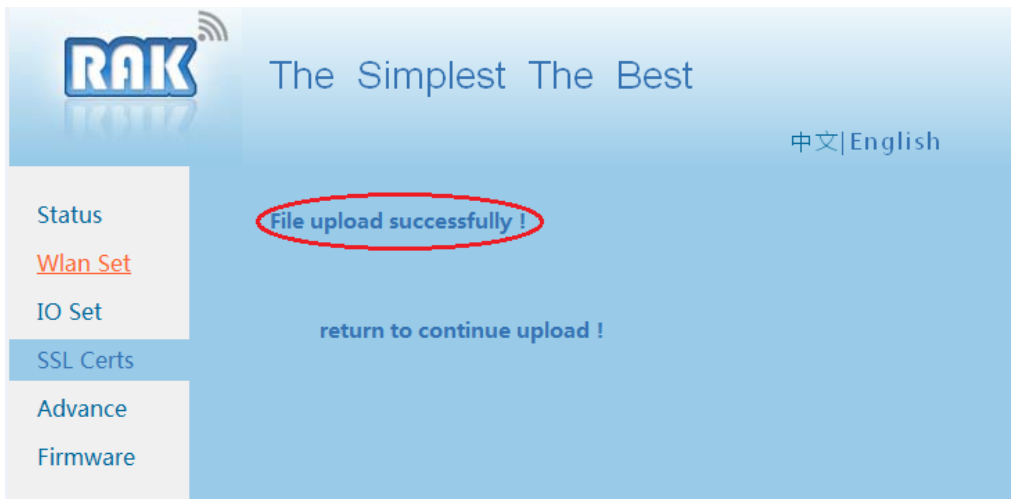 RAK
The Simplest The Best
中文|English
Status
File upload successfully !
Wlan Set
IO Set
return to continue upload !
SSL Certs
Advance
Firmware